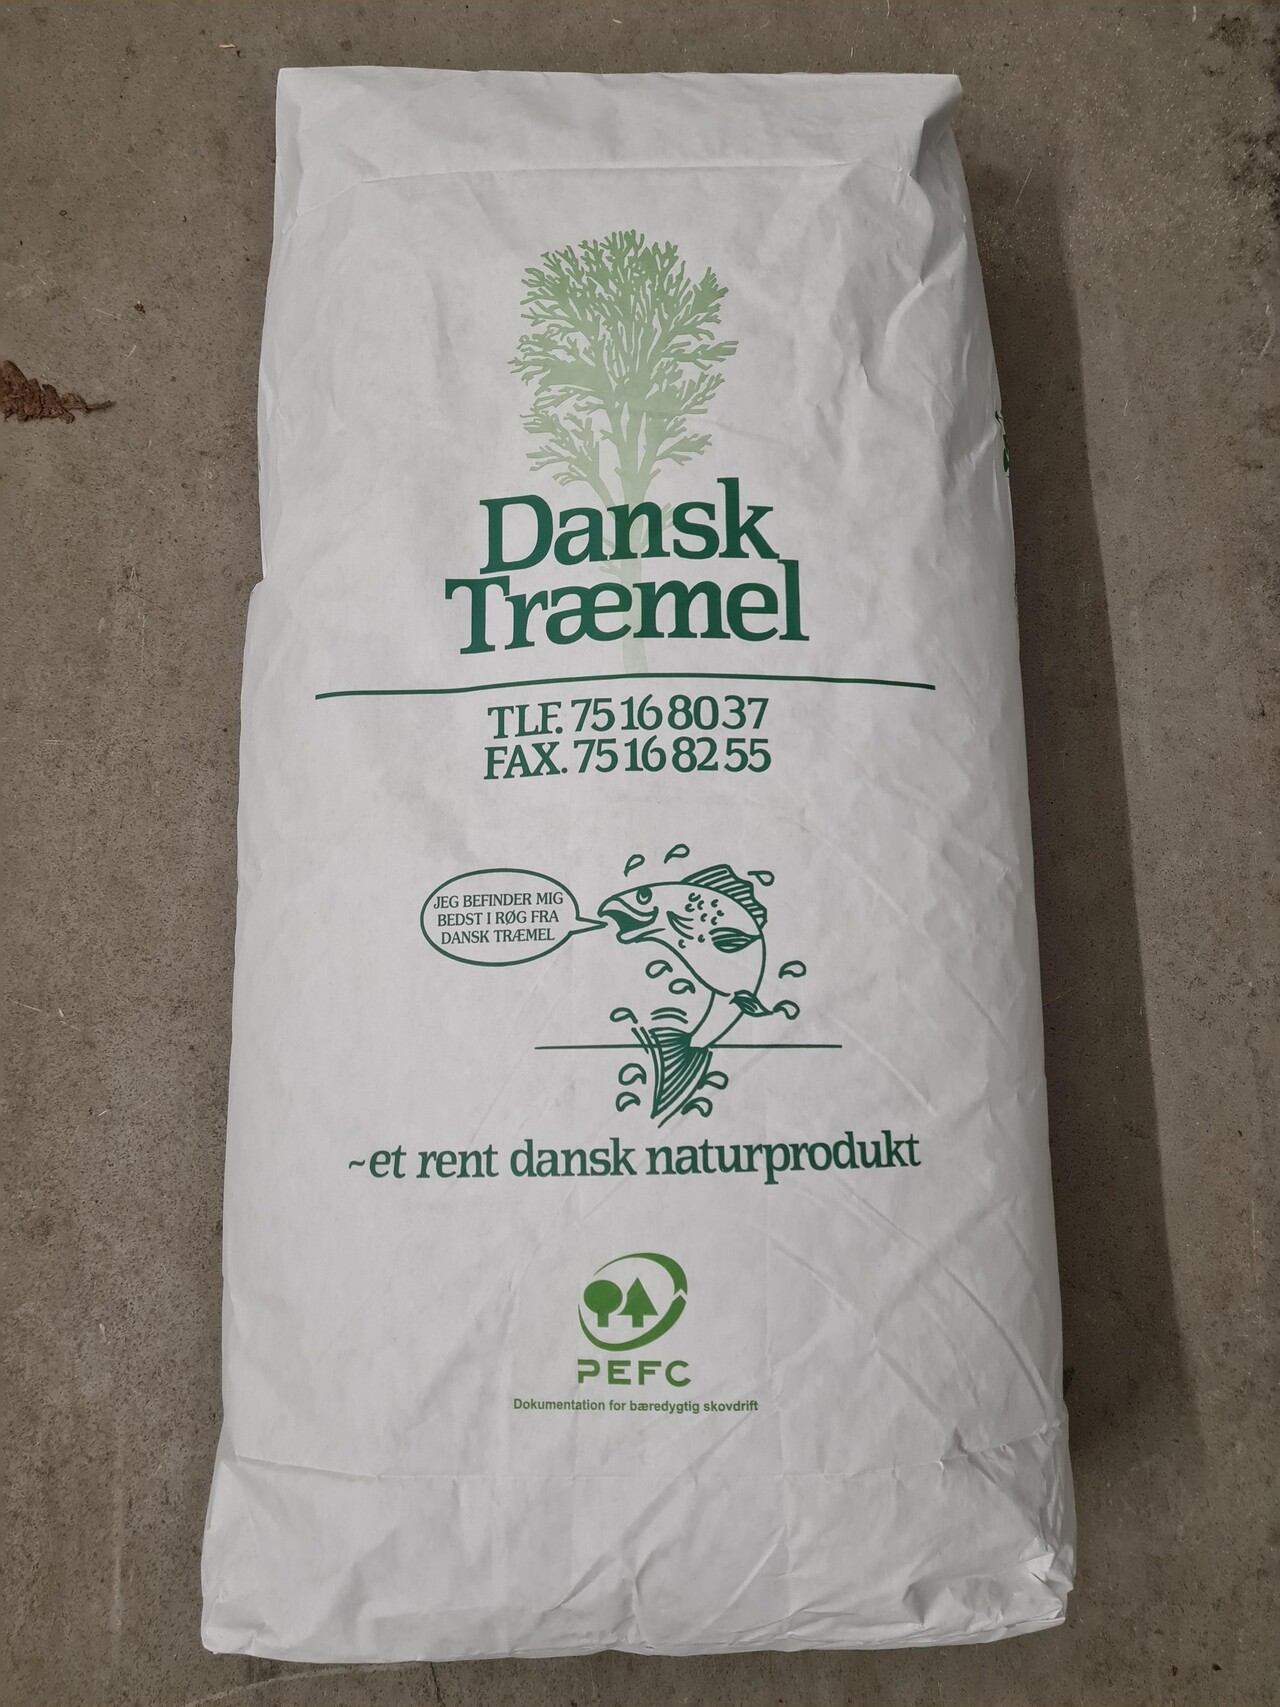 Dansk
Træmel
TLF. 75 16 80 37
FAX. 75 16 82 55
JEG BEFINDER MIG
BEDST I RØG FRA
DANSK TRÆMEL
~et rent dansk naturprodukt
PEFC
Dokumentation for bæredygtig skovdrift